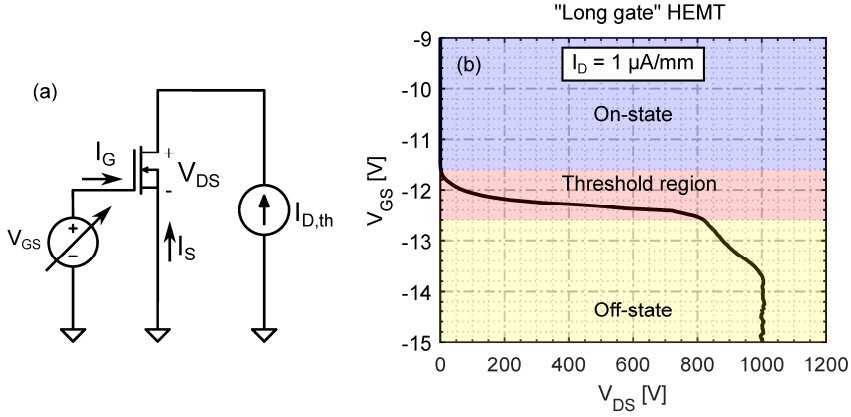 "Long gate" HEMT
(a)
I_G
+
V_DS
-
V_GS
+
−
I_S
I_D,th
(b)
I_D = 1 µA/mm
On-state
Threshold region
Off-state
V_GS [V]
-9
-10
-11
-12
-13
-14
-15
0 200 400 600 800 1000 1200
V_DS [V]